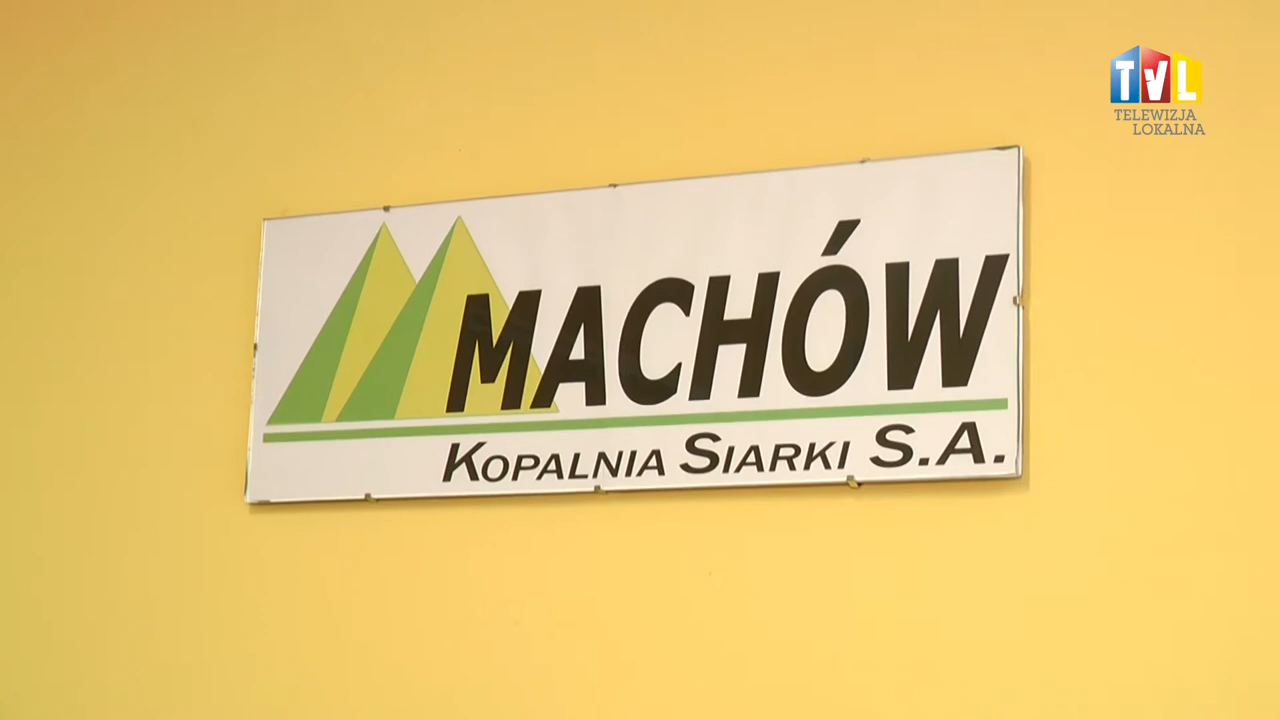 TVL
TELEWIZJA
LOKALNA
MACHÓW
KOPALNIA SIARKI S.A.